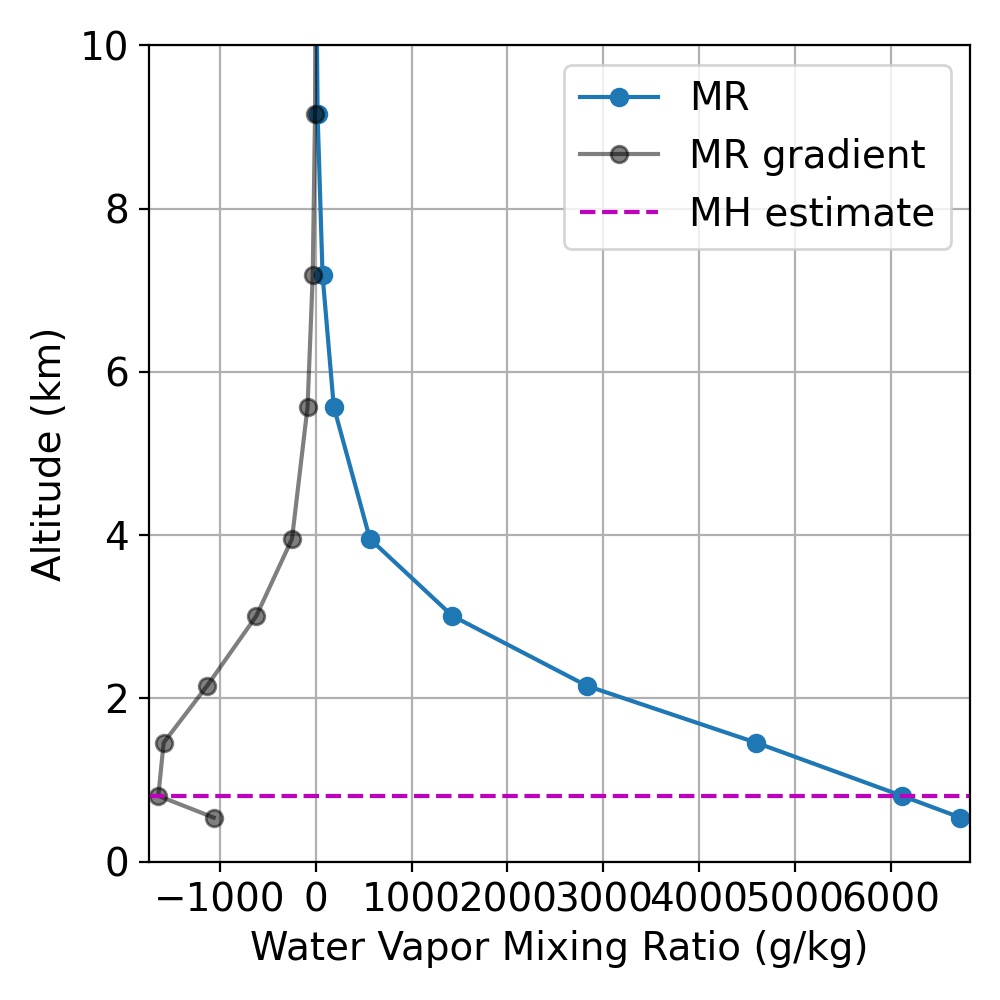 10
8
6
4
2
0
Altitude (km)
MR
MR gradient
MH estimate
−1000 0 1000 2000 3000 4000 5000 6000
Water Vapor Mixing Ratio (g/kg)